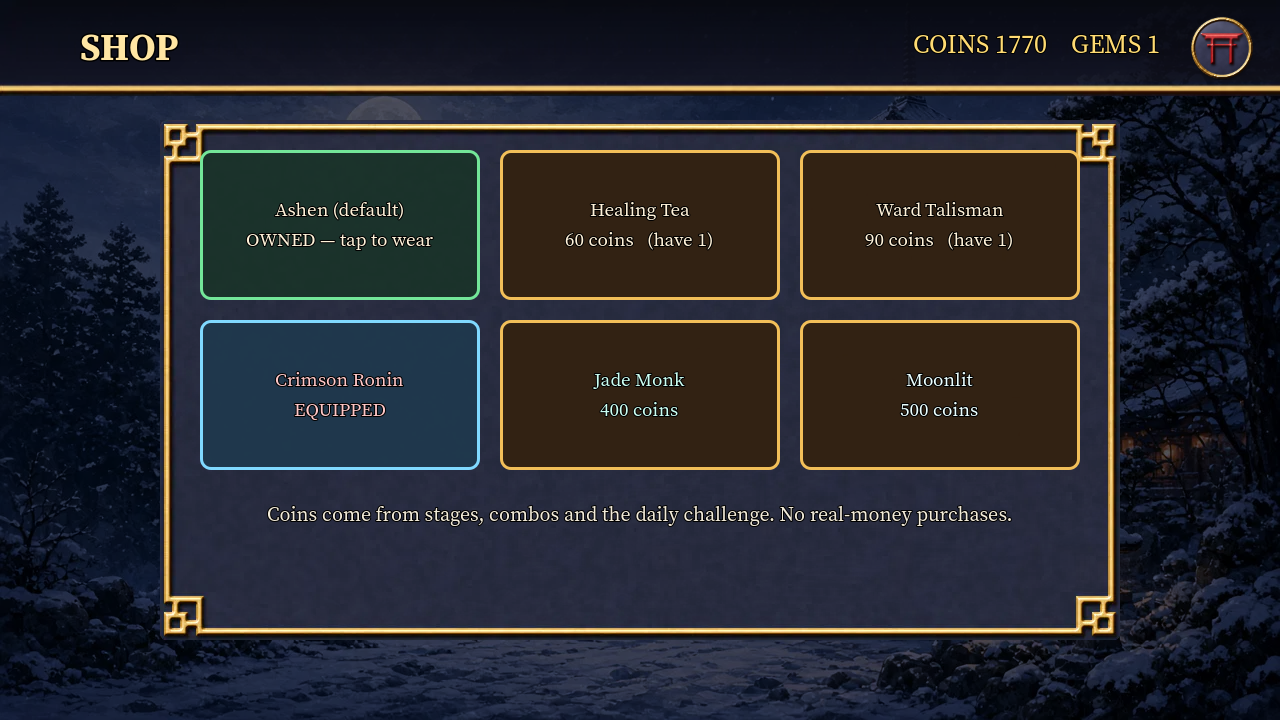 SHOP
COINS 1770 GEMS 1
Ashen (default)
OWNED — tap to wear
Healing Tea
60 coins (have 1)
Ward Talisman
90 coins (have 1)
Crimson Ronin
EQUIPPED
Jade Monk
400 coins
Moonlit
500 coins
Coins come from stages, combos and the daily challenge. No real-money purchases.